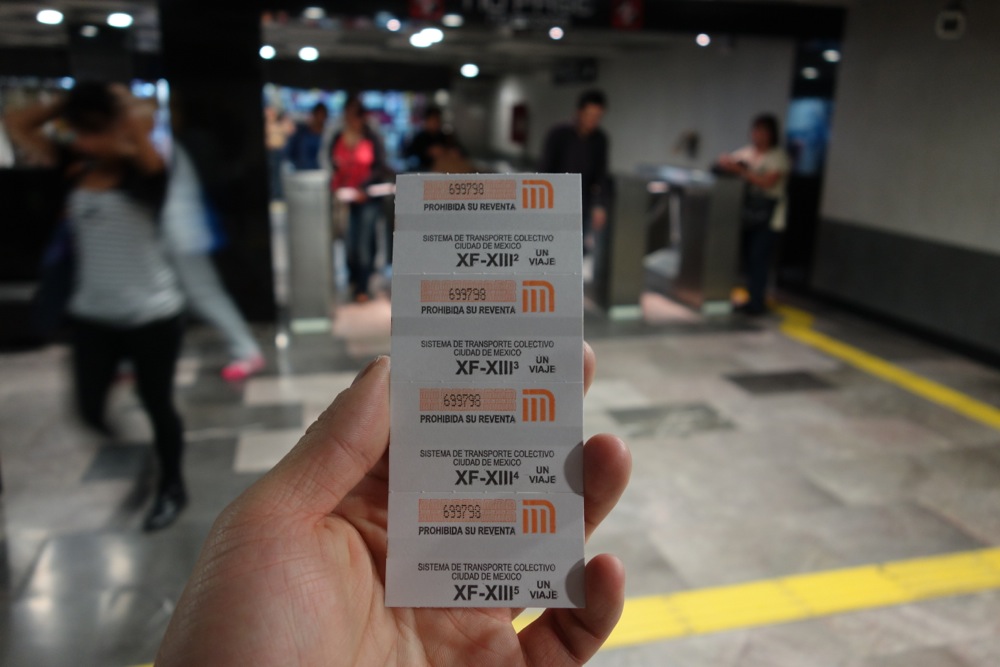 NO PASE
699798
PROHIBIDA SU REVENTA
SISTEMA DE TRANSPORTE COLECTIVO
CIUDAD DE MEXICO
XF-XIII²
UN
VIAJE
699798
PROHIBIDA SU REVENTA
SISTEMA DE TRANSPORTE COLECTIVO
CIUDAD DE MEXICO
XF-XIII³
UN
VIAJE
699798
PROHIBIDA SU REVENTA
SISTEMA DE TRANSPORTE COLECTIVO
CIUDAD DE MEXICO
XF-XIII⁴
UN
VIAJE
699798
PROHIBIDA SU REVENTA
SISTEMA DE TRANSPORTE COLECTIVO
CIUDAD DE MEXICO
XF-XIII⁵
UN
VIAJE